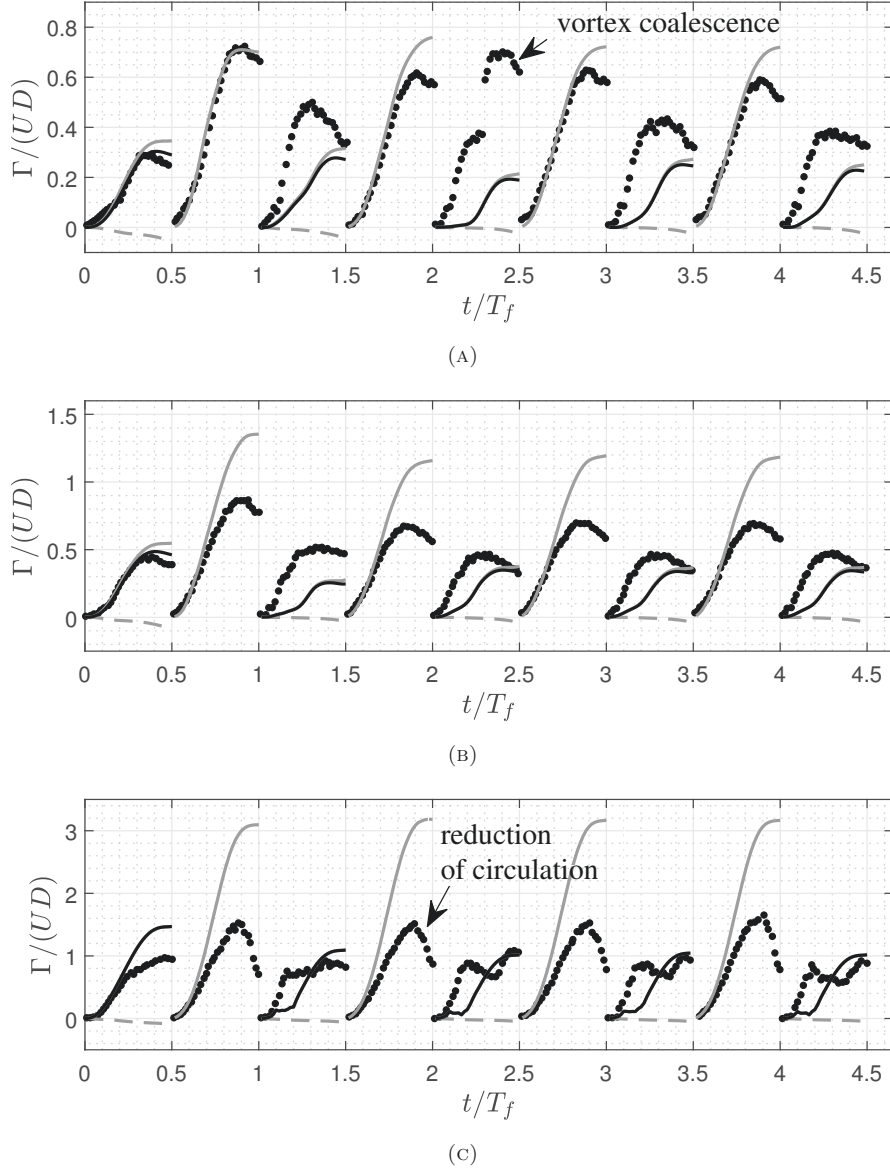 vortex coalescence
0.8
0.6
0.4
0.2
0
Γ/(UD)
0 0.5 1 1.5 2 2.5 3 3.5 4 4.5
t/T_f
(A)
1.5
1
0.5
0
Γ/(UD)
0 0.5 1 1.5 2 2.5 3 3.5 4 4.5
t/T_f
(B)
reduction
of circulation
3
2
1
0
Γ/(UD)
0 0.5 1 1.5 2 2.5 3 3.5 4 4.5
t/T_f
(C)